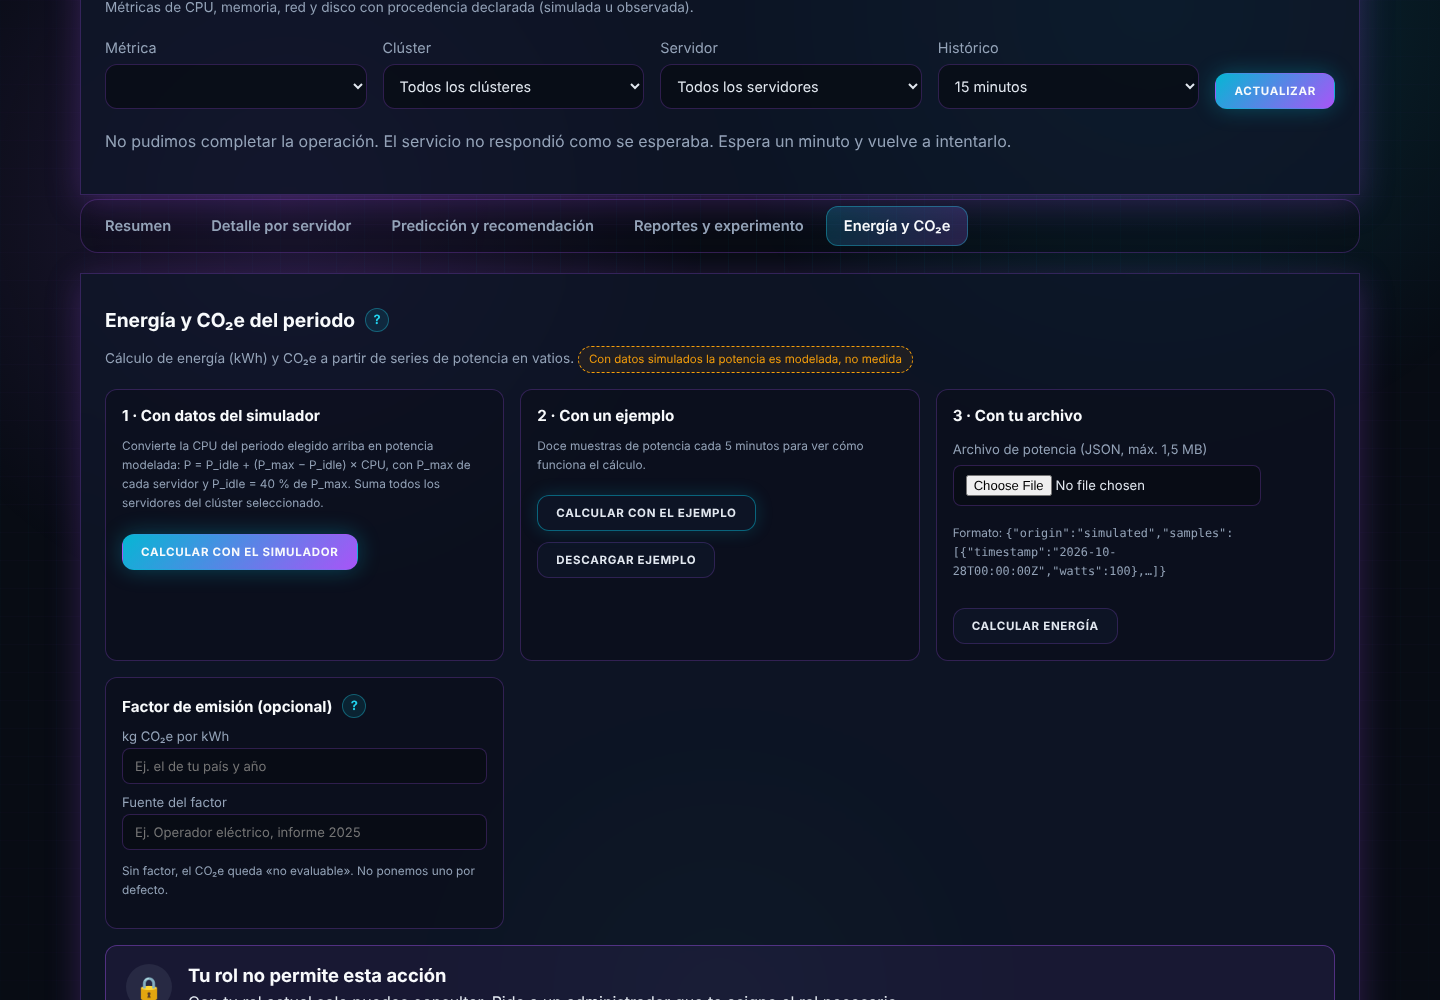 Métricas de CPU, memoria, red y disco con procedencia declarada (simulada u observada).
Métrica
Clúster
Servidor
Histórico
Todos los clústeres
Todos los servidores
15 minutos
ACTUALIZAR
No pudimos completar la operación. El servicio no respondió como se esperaba. Espera un minuto y vuelve a intentarlo.
Resumen
Detalle por servidor
Predicción y recomendación
Reportes y experimento
Energía y CO₂e
Energía y CO₂e del periodo
?
Cálculo de energía (kWh) y CO₂e a partir de series de potencia en vatios.
Con datos simulados la potencia es modelada, no medida
1 · Con datos del simulador
Convierte la CPU del periodo elegido arriba en potencia
modelada: P = P_idle + (P_max − P_idle) × CPU, con P_max de
cada servidor y P_idle = 40 % de P_max. Suma todos los
servidores del clúster seleccionado.
CALCULAR CON EL SIMULADOR
2 · Con un ejemplo
Doce muestras de potencia cada 5 minutos para ver cómo
funciona el cálculo.
CALCULAR CON EL EJEMPLO
DESCARGAR EJEMPLO
3 · Con tu archivo
Archivo de potencia (JSON, máx. 1,5 MB)
Choose File No file chosen
Formato: {"origin":"simulated","samples":
[{"timestamp":"2026-10-
28T00:00:00Z","watts":100},…]}
CALCULAR ENERGÍA
Factor de emisión (opcional)
?
kg CO₂e por kWh
Ej. el de tu país y año
Fuente del factor
Ej. Operador eléctrico, informe 2025
Sin factor, el CO₂e queda «no evaluable». No ponemos uno por
defecto.
Tu rol no permite esta acción